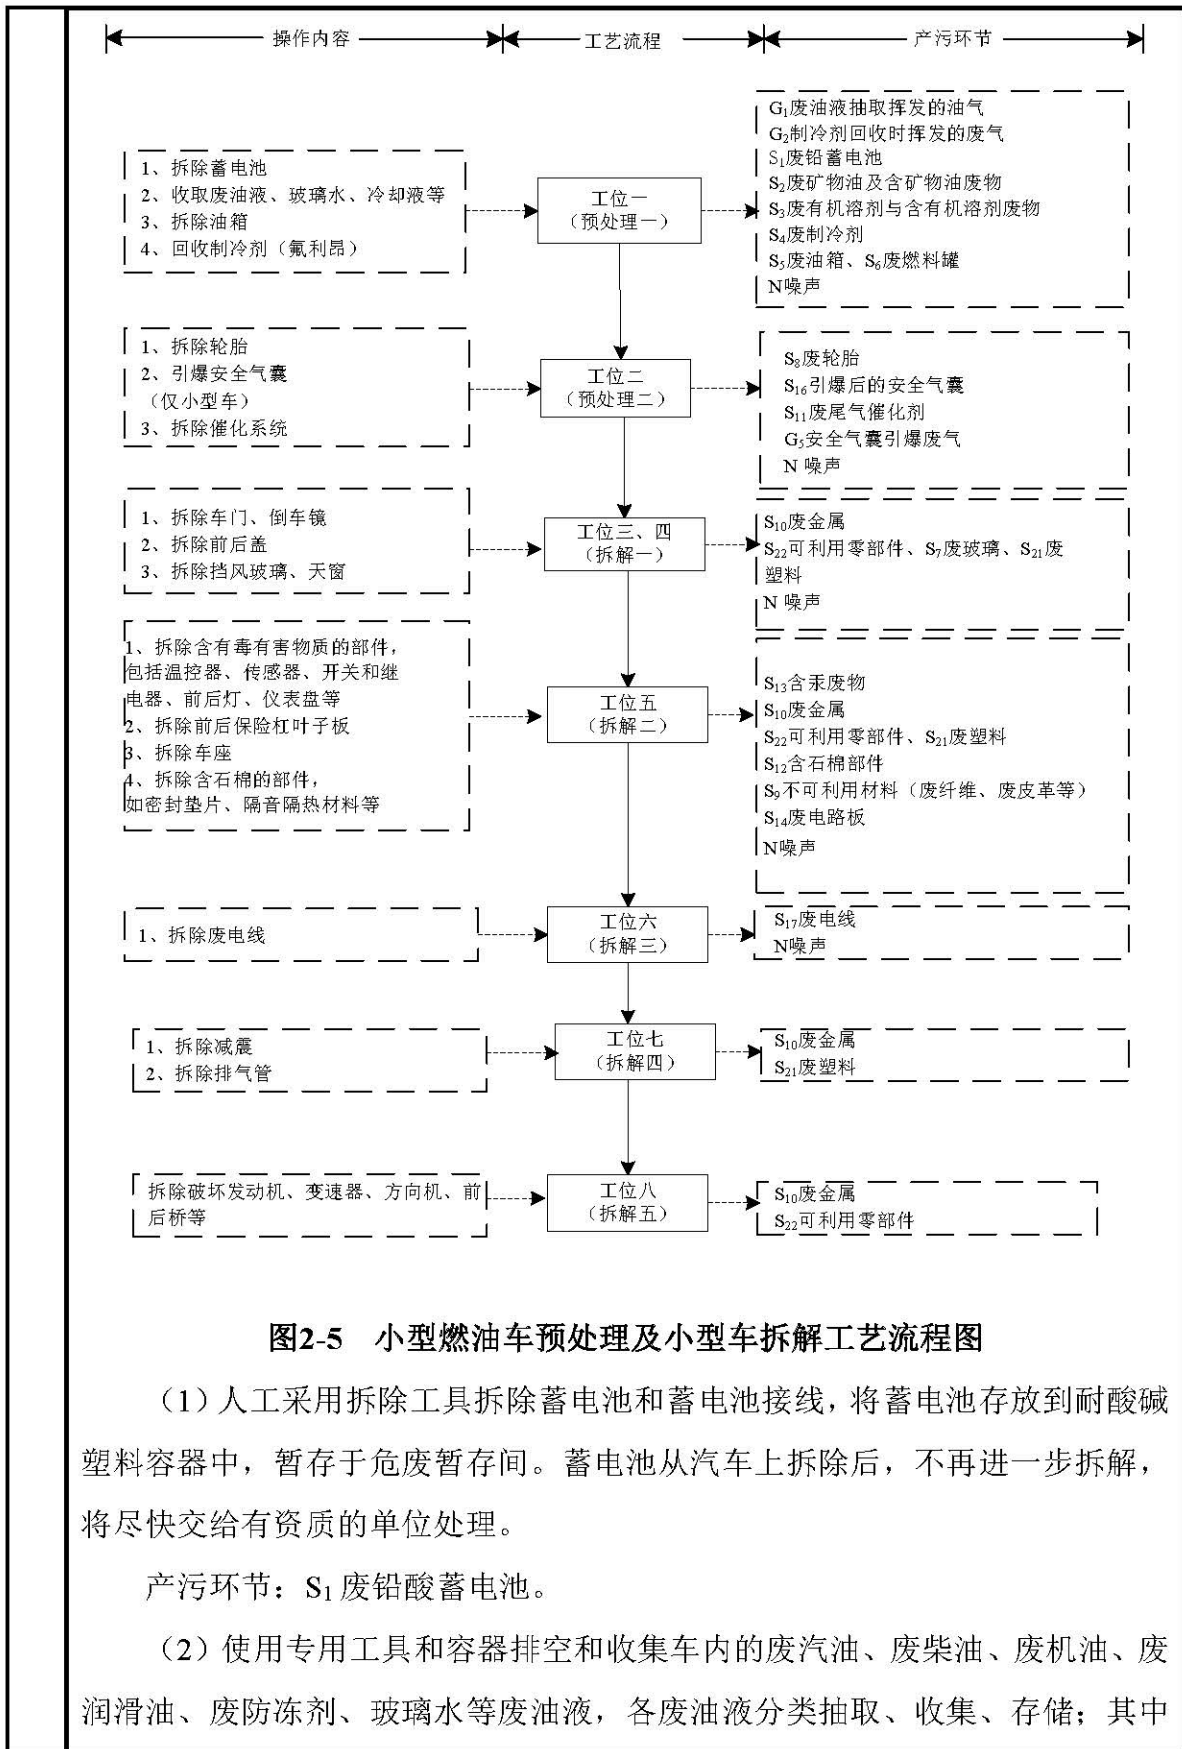 操作内容
工艺流程
产污环节
1、拆除蓄电池
2、收取废油液、玻璃水、冷却液等
3、拆除油箱
4、回收制冷剂（氟利昂）
工位一
（预处理一）
G₁废油液抽取挥发的油气
G₂制冷剂回收时挥发的废气
S₁废铅蓄电池
S₂废矿物油及含矿物油废物
S₃废有机溶剂与含有机溶剂废物
S₄废制冷剂
S₅废油箱、S₆废燃料罐
N噪声
1、拆除轮胎
2、引爆安全气囊
（仅小型车）
3、拆除催化系统
工位二
（预处理二）
S₈废轮胎
S₁₆引爆后的安全气囊
S₁₁废尾气催化剂
G₅安全气囊引爆废气
N 噪声
1、拆除车门、倒车镜
2、拆除前后盖
3、拆除挡风玻璃、天窗
工位三、四
（拆解一）
S₁₀废金属
S₂₂可利用零部件、S₇废玻璃、S₂₁废
塑料
N 噪声
1、拆除含有毒有害物质的部件，
包括温控器、传感器、开关和继
电器、前后灯、仪表盘等
2、拆除前后保险杠叶子板
3、拆除车座
4、拆除含石棉的部件，
如密封垫片、隔音隔热材料等
工位五
（拆解二）
S₁₃含汞废物
S₁₀废金属
S₂₂可利用零部件、S₂₁废塑料
S₁₂含石棉部件
S₉不可利用材料（废纤维、废皮革等）
S₁₄废电路板
N噪声
1、拆除废电线
工位六
（拆解三）
S₁₇废电线
N噪声
1、拆除减震
2、拆除排气管
工位七
（拆解四）
S₁₀废金属
S₂₁废塑料
拆除破坏发动机、变速器、方向机、前
后桥等
工位八
（拆解五）
S₁₀废金属
S₂₂可利用零部件
图2-5 小型燃油车预处理及小型车拆解工艺流程图
（1）人工采用拆除工具拆除蓄电池和蓄电池接线，将蓄电池存放到耐酸碱
塑料容器中，暂存于危废暂存间。蓄电池从汽车上拆除后，不再进一步拆解，
将尽快交给有资质的单位处理。
产污环节：S₁废铅酸蓄电池。
（2）使用专用工具和容器排空和收集车内的废汽油、废柴油、废机油、废
润滑油、废防冻剂、玻璃水等废油液，各废油液分类抽取、收集、存储；其中